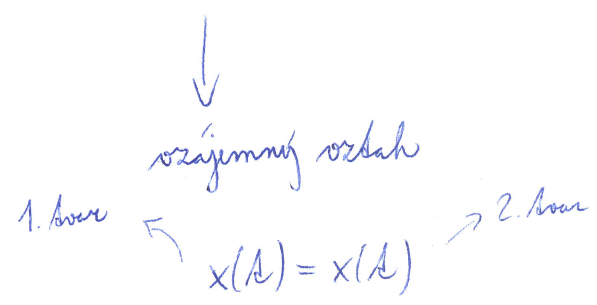 vzájemný vztah
1. tvar
2. tvar
x(t) = x(t)